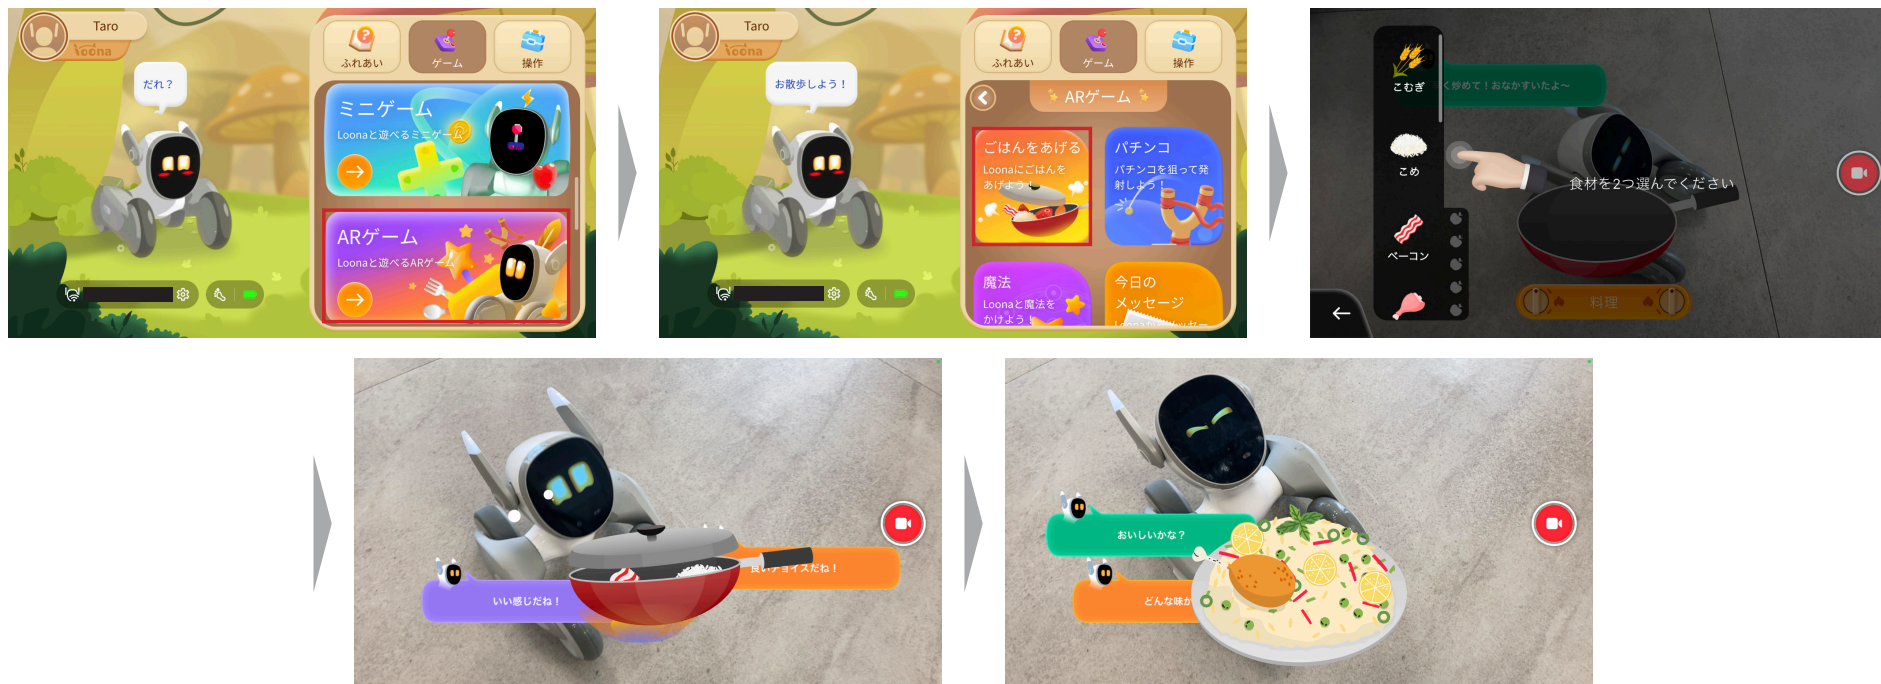 Taro
Loona
だれ？
ふれあい
ゲーム
操作
ミニゲーム
Loonaと遊べるミニゲーム
ARゲーム
Loonaと遊べるARゲーム
Taro
Loona
お散歩しよう！
ふれあい
ゲーム
操作
ARゲーム
ごはんをあげる
Loonaにごはんを
あげよう！
パチンコ
パチンコを狙って発
射しよう！
魔法
Loonaと魔法を
かけよう！
今日の
メッセージ
こむぎ
く炒めて！おなかすいたよ～
こめ
食材を2つ選んでください
ベーコン
料理
良いチョイスだね！
いい感じだね！
おいしいかな？
どんな味か